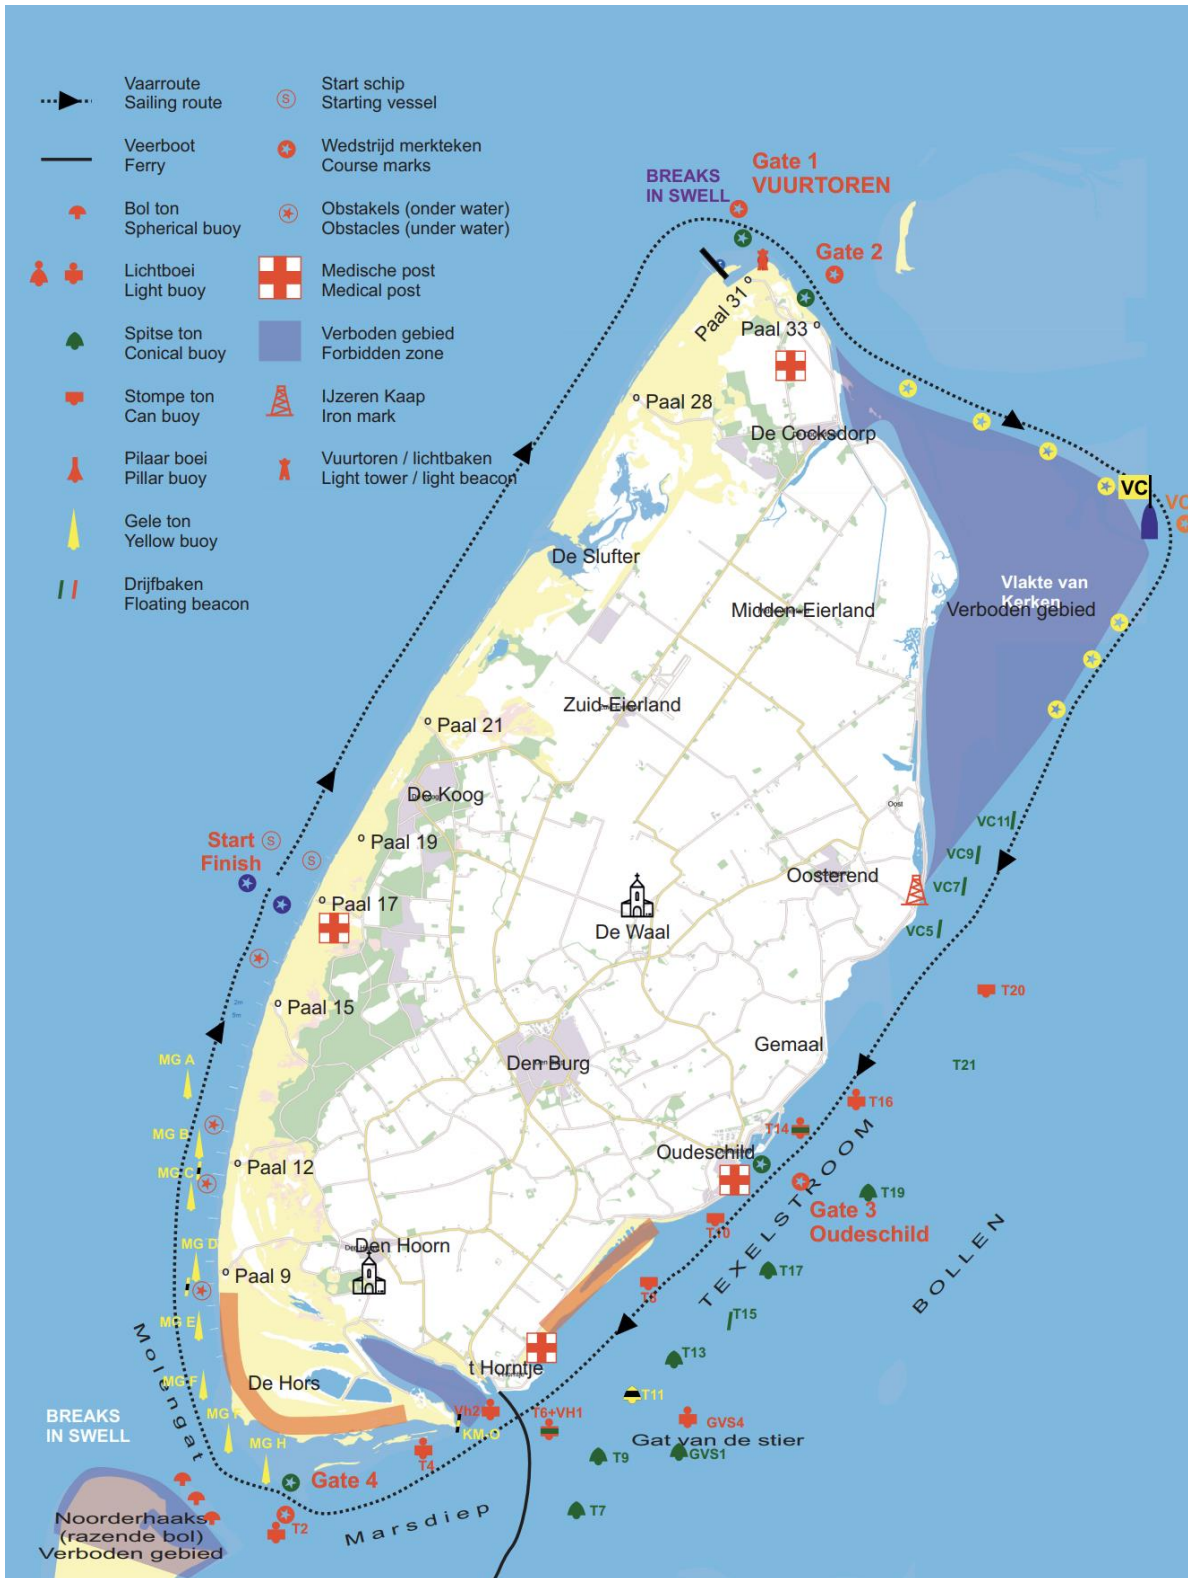 Vaarroute
Sailing route
Start schip
Starting vessel
Veerboot
Ferry
Wedstrijd merkteken
Course marks
Bol ton
Spherical buoy
Obstakels (onder water)
Obstacles (under water)
Lichtboei
Light buoy
Medische post
Medical post
Spitse ton
Conical buoy
Verboden gebied
Forbidden zone
Stompe ton
Can buoy
IJzeren Kaap
Iron mark
Pilaar boei
Pillar buoy
Vuurtoren / lichtbaken
Light tower / light beacon
Gele ton
Yellow buoy
Drijfbaken
Floating beacon
S
BREAKS
IN SWELL
Gate 1
VUURTOREN
Gate 2
Paal 31 º
Paal 33 º
º Paal 28
De Cocksdorp
VC
VC
De Slufter
Midden-Eierland
Vlakte van
Kerken
Verboden gebied
Zuid-Eierland
º Paal 21
De Koog
º Paal 19
Start
Finish
S
S
º Paal 17
Oost
Oosterend
De Waal
VC11
VC9
VC7
VC5
T20
º Paal 15
Gemaal
T21
Den Burg
MG A
MG B
MG C
º Paal 12
T16
T14
Oudeschild
T19
Gate 3
Oudeschild
T10
TEXELSTROOM
BOLLEN
Den Hoorn
MG D
º Paal 9
T17
T8
T15
MG E
T13
t Horntje
De Hors
MG F
T11
Molengat
BREAKS
IN SWELL
MG F
Vh2
T6+VH1
GVS4
KM-O
Gat van de stier
MG H
T4
T9
GVS1
Gate 4
T7
T2
Marsdiep
Noorderhaaks
(razende bol)
Verboden gebied